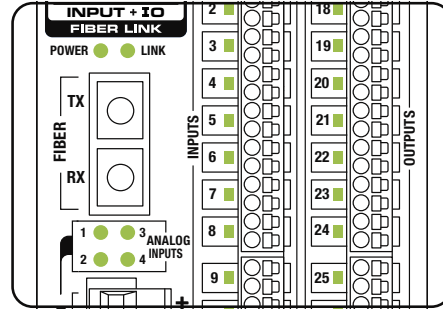 INPUT + IO
FIBER LINK
POWER LINK
FIBER
TX
RX
1 3
2 4
ANALOG
INPUTS
+
INPUTS
2
3
4
5
6
7
8
9
18
19
20
21
22
23
24
25
OUTPUTS